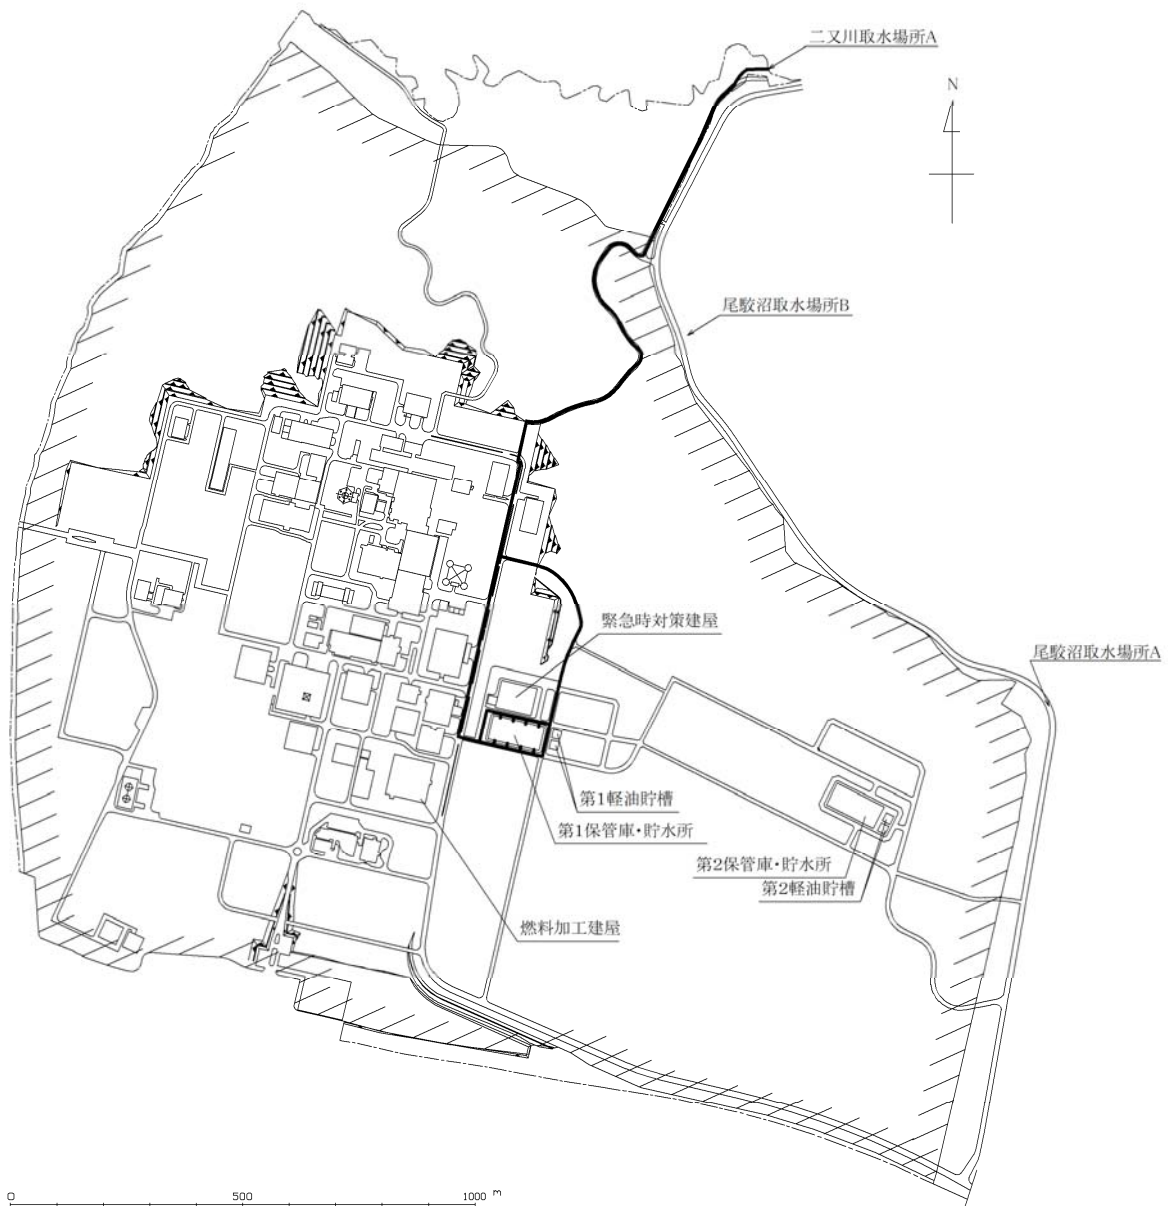 二又川取水場所A
N
尾駮沼取水場所B
緊急時対策建屋
尾駮沼取水場所A
第1軽油貯槽
第1保管庫・貯水所
第2保管庫・貯水所
第2軽油貯槽
燃料加工建屋
0 500 1000 m